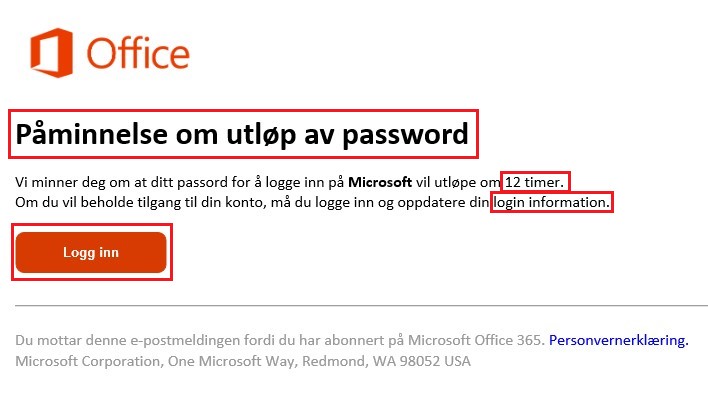 Office
Påminnelse om utløp av password
Vi minner deg om at ditt passord for å logge inn på Microsoft vil utløpe om 12 timer.
Om du vil beholde tilgang til din konto, må du logge inn og oppdatere din login information.
Logg inn
Du mottar denne e-postmeldingen fordi du har abonnert på Microsoft Office 365. Personvernerklæring.
Microsoft Corporation, One Microsoft Way, Redmond, WA 98052 USA